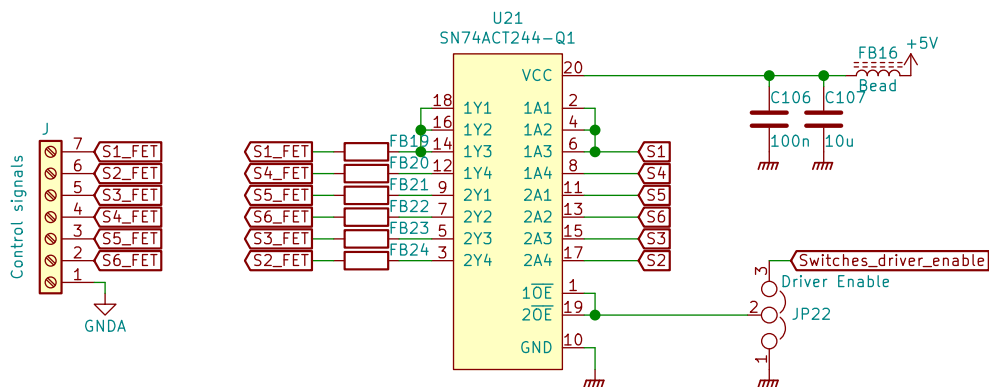 U21
SN74ACT244-Q1
FB16
+5V
Bead
VCC 20
C106
100n
C107
10u
18 1Y1 1A1 2
16 1Y2 1A2 4
S1_FET FB19 14 1Y3 1A3 6 S1
S4_FET FB20 12 1Y4 1A4 8 S4
S5_FET FB21 9 2Y1 2A1 11 S5
S6_FET FB22 7 2Y2 2A2 13 S6
S3_FET FB23 5 2Y3 2A3 15 S3
S2_FET FB24 3 2Y4 2A4 17 S2
1OE 1
2OE 19
GND 10
J
Control signals
7 S1_FET
6 S2_FET
5 S3_FET
4 S4_FET
3 S5_FET
2 S6_FET
1
GNDA
Switches_driver_enable
3
Driver Enable
2
JP22
1